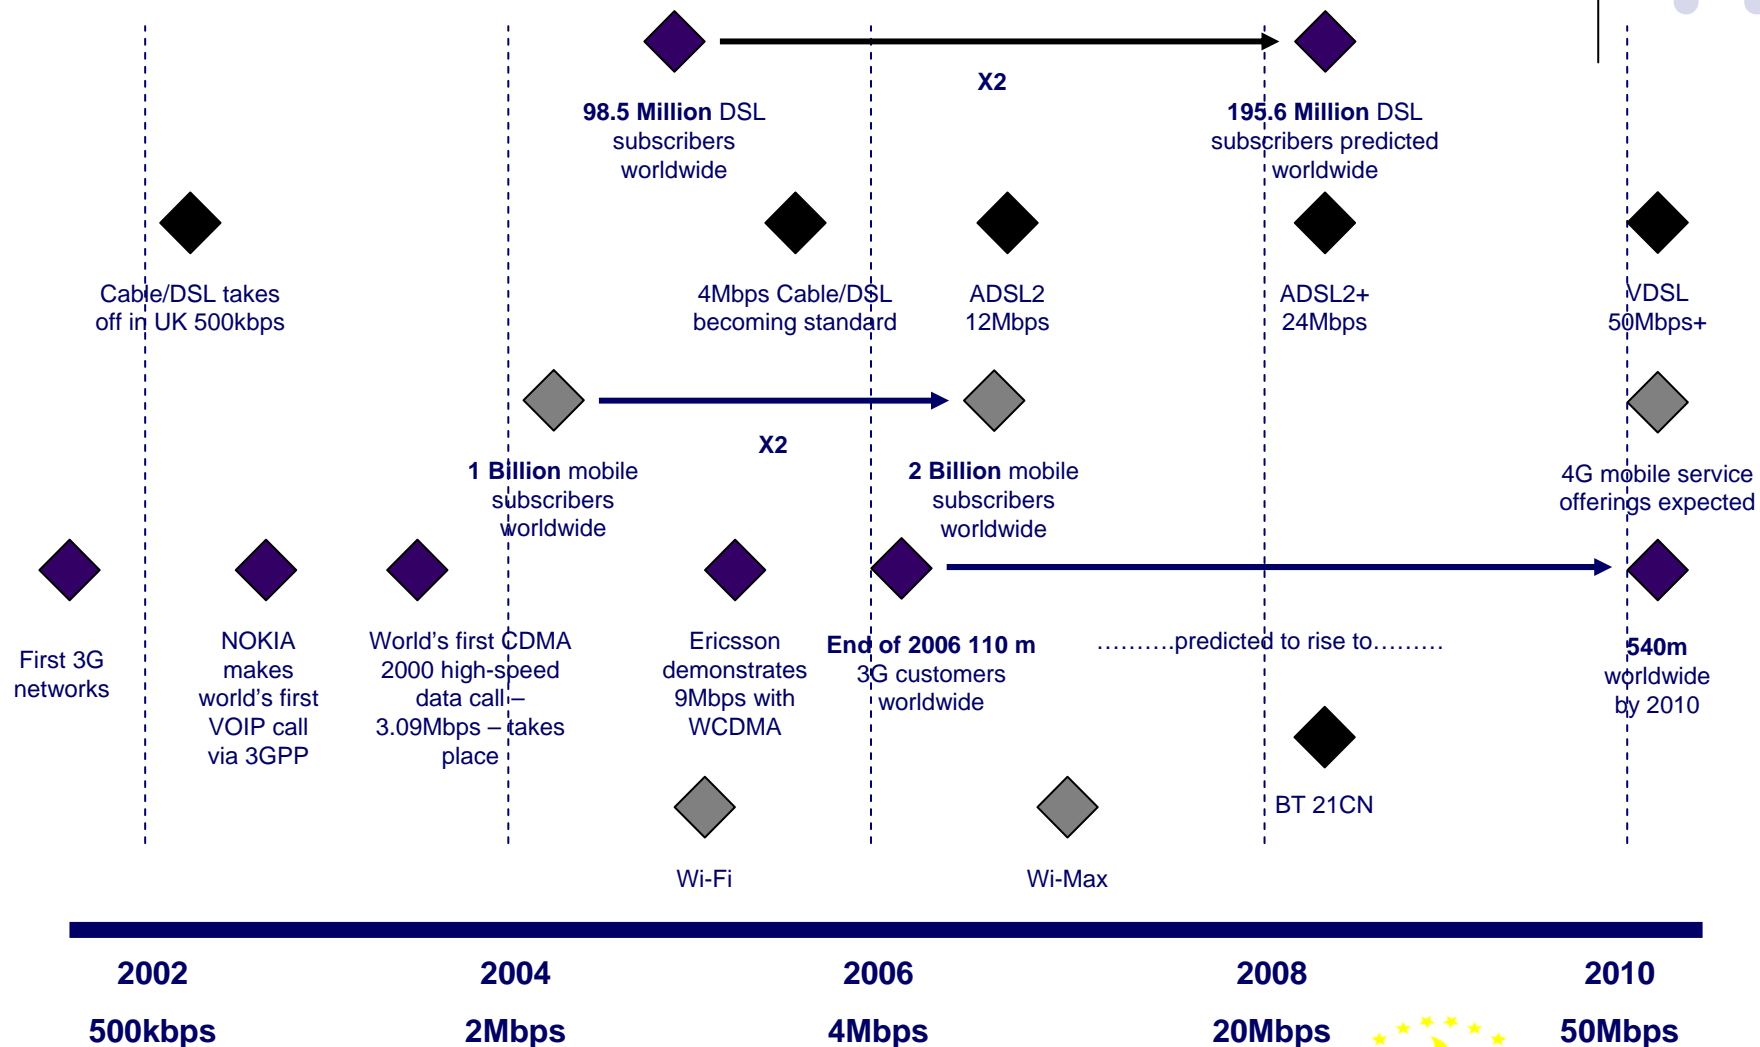 X2
98.5 Million DSL
subscribers
worldwide
195.6 Million DSL
subscribers predicted
worldwide
Cable/DSL takes
off in UK 500kbps
4Mbps Cable/DSL
becoming standard
ADSL2
12Mbps
ADSL2+
24Mbps
VDSL
50Mbps+
X2
1 Billion mobile
subscribers
worldwide
2 Billion mobile
subscribers
worldwide
4G mobile service
offerings expected
First 3G
networks
NOKIA
makes
world's first
VOIP call
via 3GPP
World's first CDMA
2000 high-speed
data call –
3.09Mbps – takes
place
Ericsson
demonstrates
9Mbps with
WCDMA
End of 2006 110 m
3G customers
worldwide
……….predicted to rise to………
540m
worldwide
by 2010
BT 21CN
Wi-Fi
Wi-Max
2002
2004
2006
2008
2010
500kbps
2Mbps
4Mbps
20Mbps
50Mbps